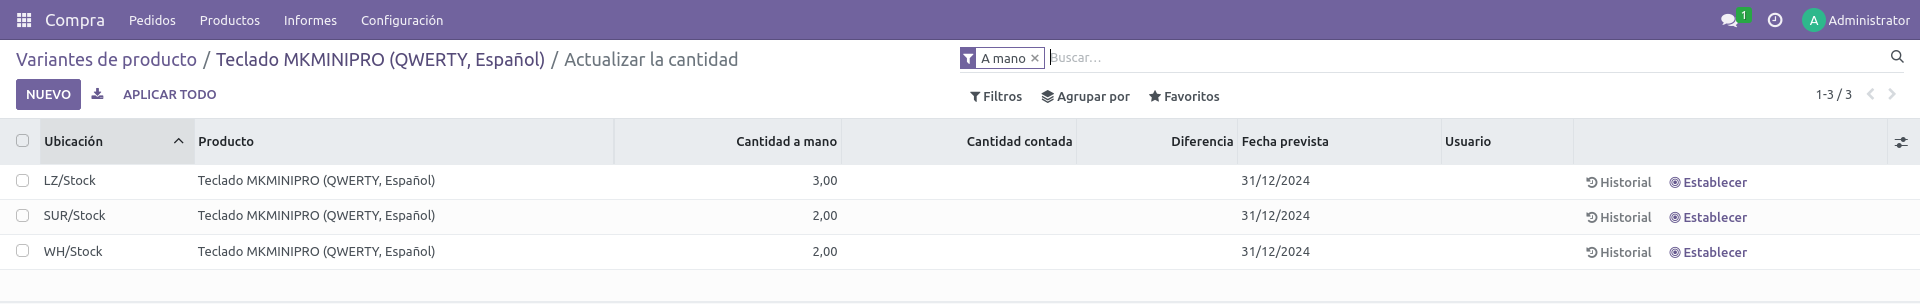 Compra Pedidos Productos Informes Configuración 1 A Administrator
Variantes de producto / Teclado MKMINIPRO (QWERTY, Español) / Actualizar la cantidad
A mano × Buscar...
NUEVO APLICAR TODO
Filtros Agrupar por Favoritos 1-3 / 3
Ubicación Producto Cantidad a mano Cantidad contada Diferencia Fecha prevista Usuario
LZ/Stock Teclado MKMINIPRO (QWERTY, Español) 3,00 31/12/2024 Historial Establecer
SUR/Stock Teclado MKMINIPRO (QWERTY, Español) 2,00 31/12/2024 Historial Establecer
WH/Stock Teclado MKMINIPRO (QWERTY, Español) 2,00 31/12/2024 Historial Establecer